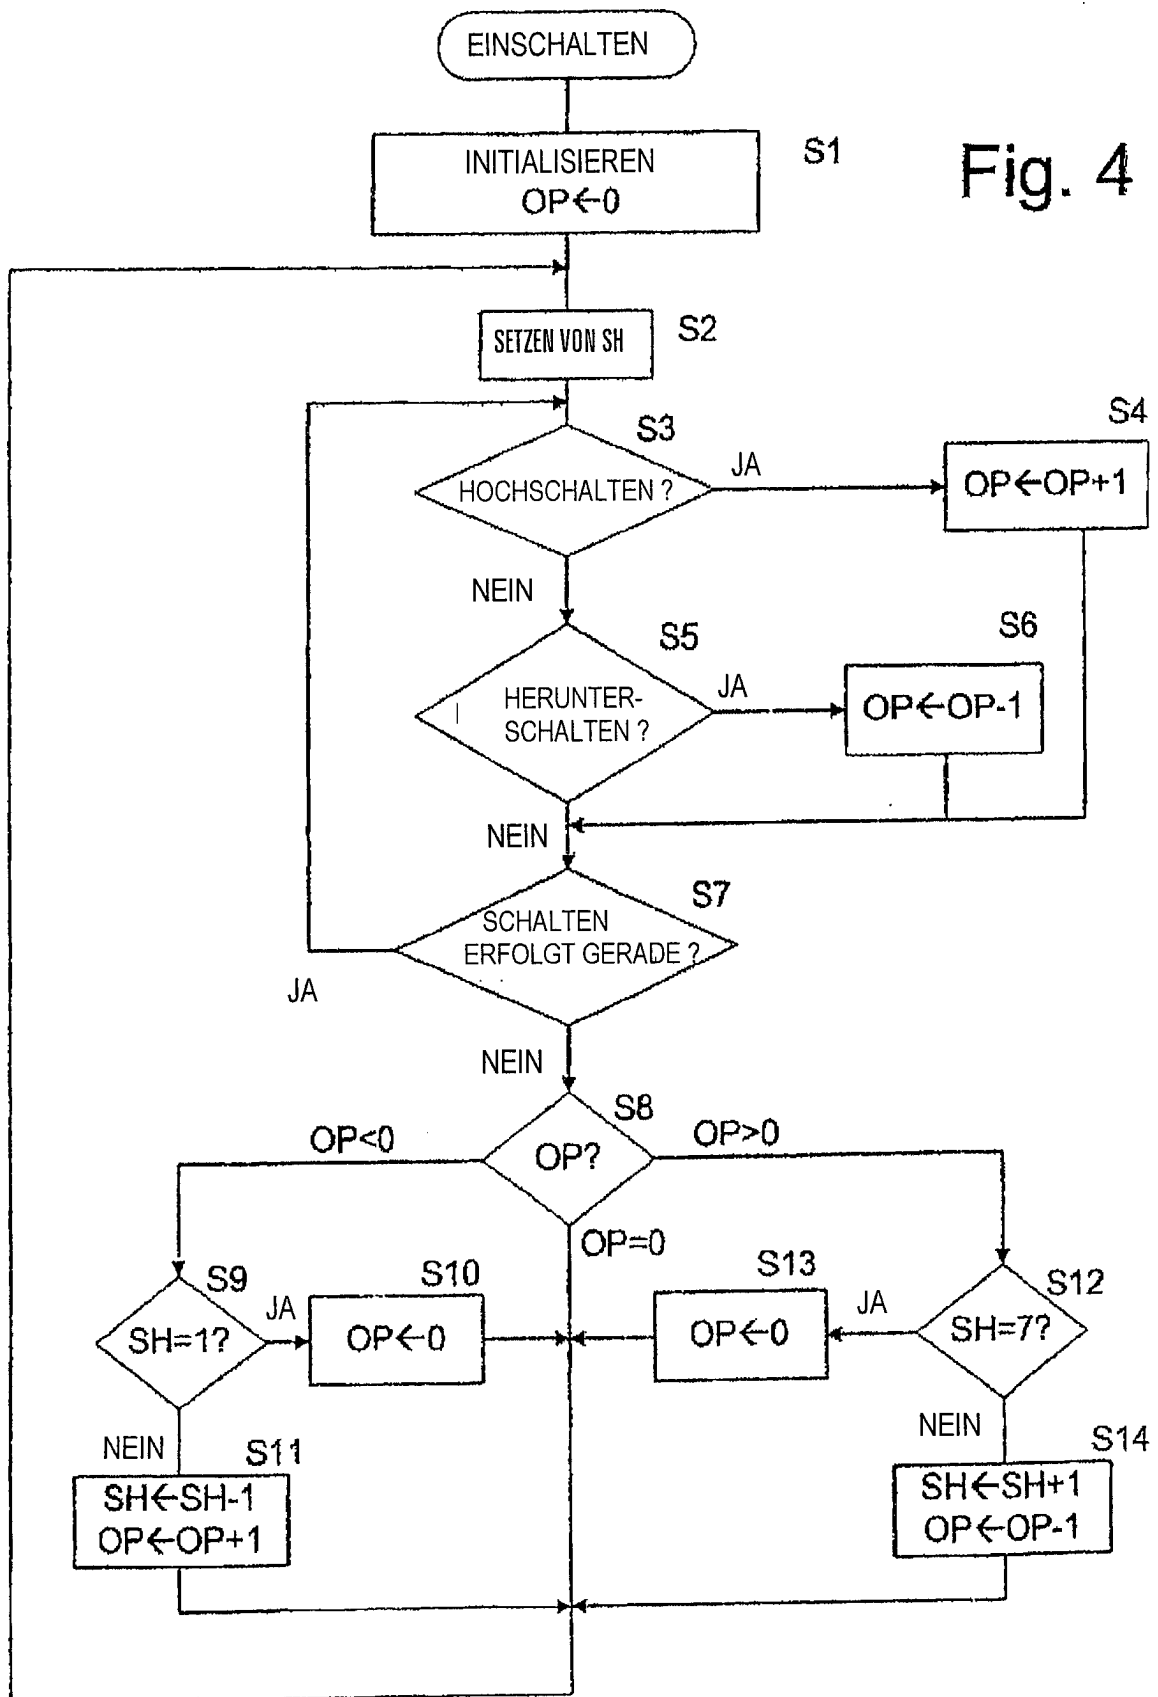 EINSCHALTEN
INITIALISIEREN
OP←0
S1
Fig. 4
SETZEN VON SH
S2
S3
HOCHSCHALTEN ?
JA
S4
OP←OP+1
NEIN
S5
HERUNTER-
SCHALTEN ?
JA
S6
OP←OP-1
NEIN
S7
SCHALTEN
ERFOLGT GERADE ?
JA
NEIN
S8
OP?
OP<0
OP>0
OP=0
S9
SH=1?
JA
S10
OP←0
S13
OP←0
JA
S12
SH=7?
NEIN
S11
SH←SH-1
OP←OP+1
NEIN
S14
SH←SH+1
OP←OP-1